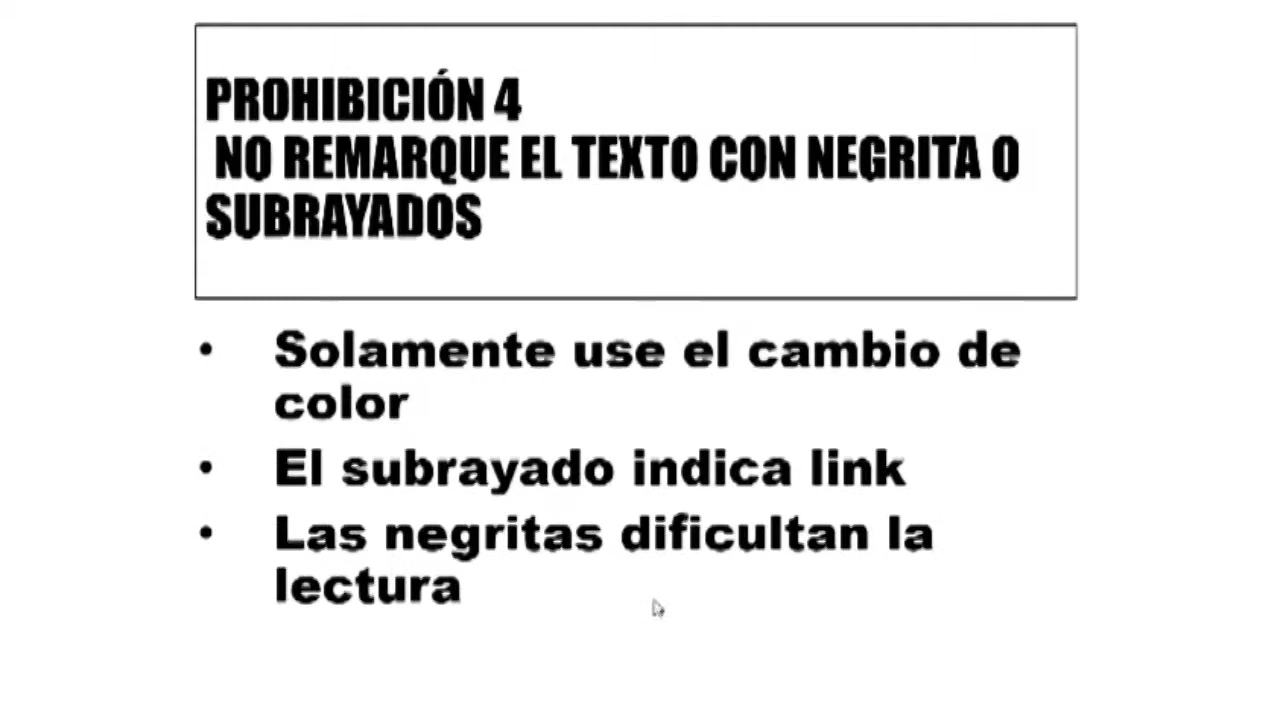 PROHIBICIÓN 4
NO REMARQUE EL TEXTO CON NEGRITA O
SUBRAYADOS
• Solamente use el cambio de
color
• El subrayado indica link
• Las negritas dificultan la
lectura